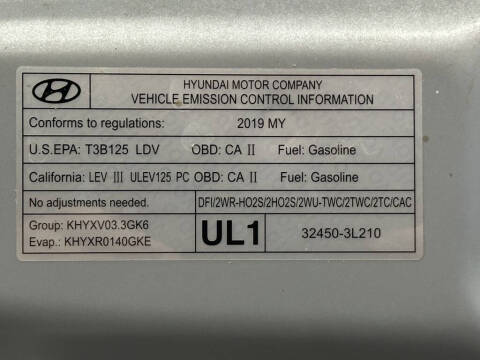 HYUNDAI MOTOR COMPANY
VEHICLE EMISSION CONTROL INFORMATION
Conforms to regulations: 2019 MY
U.S.EPA: T3B125 LDV OBD: CA II Fuel: Gasoline
California: LEV III ULEV125 PC OBD: CA II Fuel: Gasoline
No adjustments needed. DFI/2WR-HO2S/2HO2S/2WU-TWC/2TWC/2TC/CAC
Group: KHYXV03.3GK6
Evap.: KHYXR0140GKE
UL1
32450-3L210